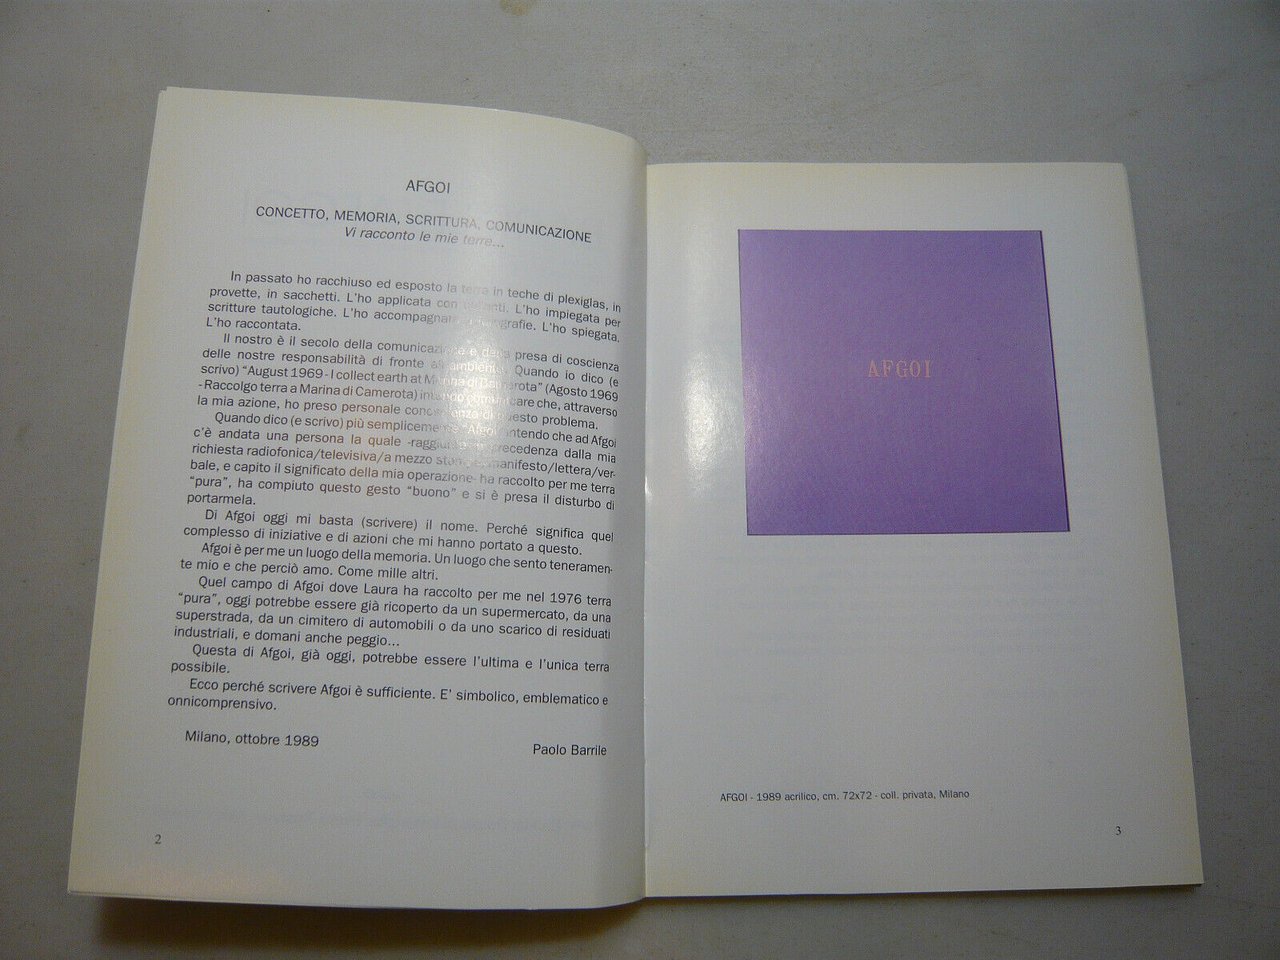 AFGOI
CONCETTO, MEMORIA, SCRITTURA, COMUNICAZIONE
Vi racconto le mie terre...
In passato ho racchiuso ed esposto la terra in teche di plexiglas, in
provette, in sacchetti. L'ho applicata con L'ho impiegata per
scritture tautologiche. L'ho accompagnare L'ho spiegata.
L'ho raccontata.
Il nostro è il secolo della comunicazione e della presa di coscienza
delle nostre responsabilità di fronte all'ambiente. Quando io dico (e
scrivo) “August 1969 - I collect earth at Marina di Camerota” (Agosto 1969
- Raccolgo terra a Marina di Camerota) intendo comunicare che, attraverso
la mia azione, ho preso personale conoscenza di questo problema.
Quando dico (e scrivo) più semplicemente “Afgoi” intendo che ad Afgoi
c'è andata una persona la quale -raggiunta in precedenza dalla mia
richiesta radiofonica/televisiva/a mezzo stampa/manifesto/lettera/ver-
bale, e capito il significato della mia operazione- ha raccolto per me terra
“pura”, ha compiuto questo gesto “buono” e si è presa il disturbo di
portarmela.
Di Afgoi oggi mi basta (scrivere) il nome. Perché significa quel
complesso di iniziative e di azioni che mi hanno portato a questo.
Afgoi è per me un luogo della memoria. Un luogo che sento teneramen-
te mio e che perciò amo. Come mille altri.
Quel campo di Afgoi dove Laura ha raccolto per me nel 1976 terra
“pura”, oggi potrebbe essere già ricoperto da un supermercato, da una
superstrada, da un cimitero di automobili o da uno scarico di residuati
industriali, e domani anche peggio...
Questa di Afgoi, già oggi, potrebbe essere l'ultima e l'unica terra
possibile.
Ecco perché scrivere Afgoi è sufficiente. E' simbolico, emblematico e
onnicomprensivo.
Milano, ottobre 1989
Paolo Barrile
2
AFGOI
AFGOI - 1989 acrilico, cm. 72x72 - coll. privata, Milano
3